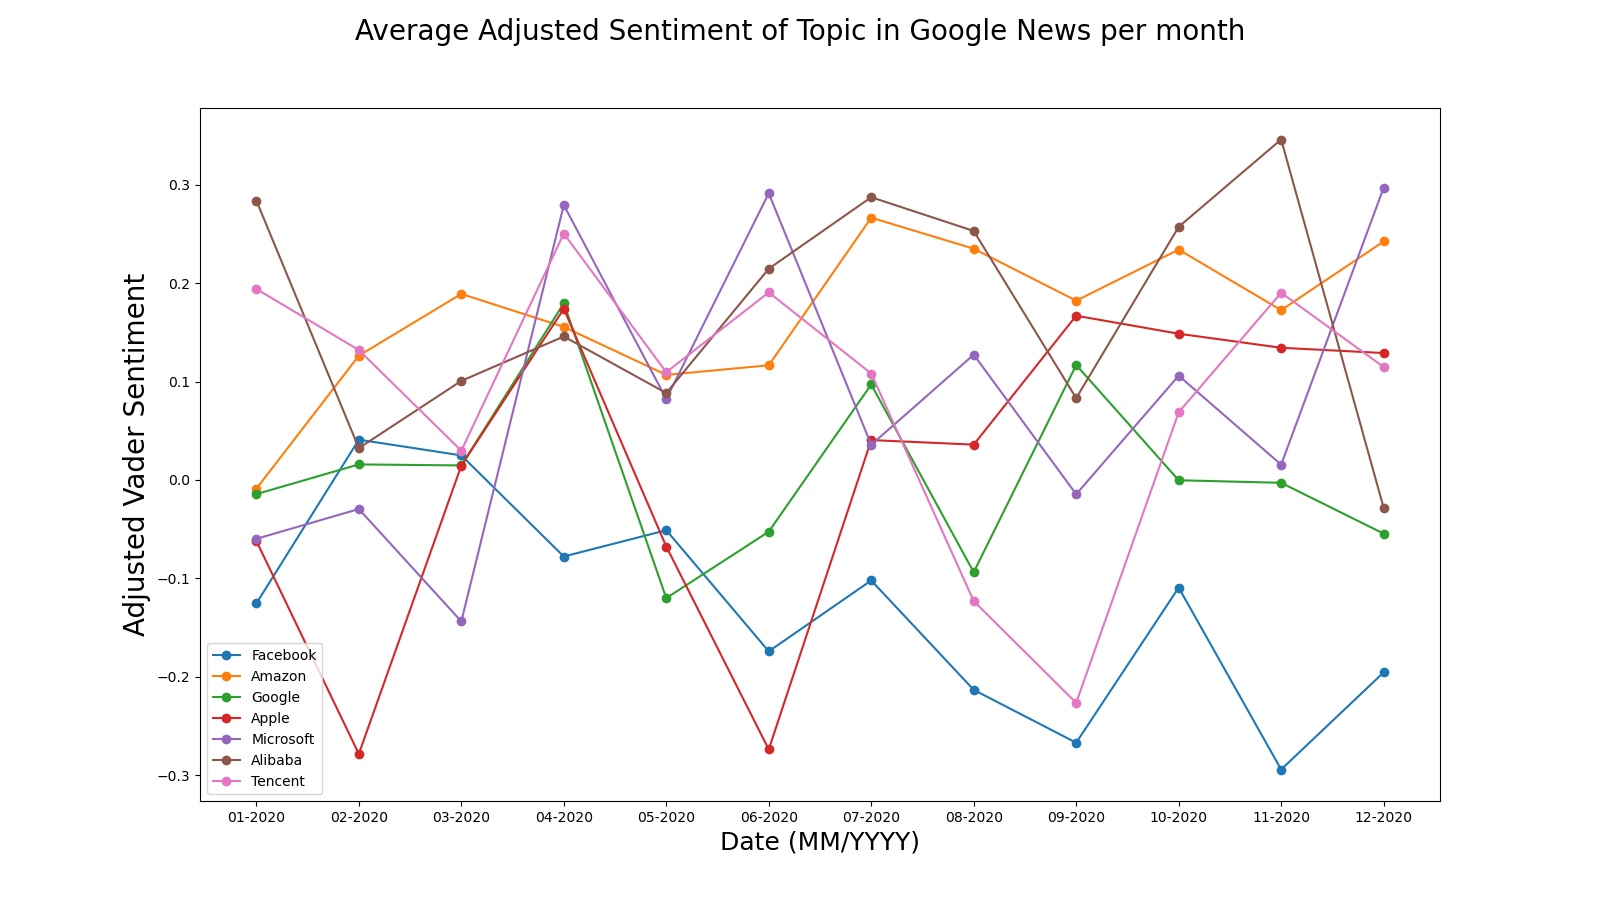 Average Adjusted Sentiment of Topic in Google News per month
Adjusted Vader Sentiment
0.3
0.2
0.1
0.0
−0.1
−0.2
−0.3
Facebook
Amazon
Google
Apple
Microsoft
Alibaba
Tencent
01-2020 02-2020 03-2020 04-2020 05-2020 06-2020 07-2020 08-2020 09-2020 10-2020 11-2020 12-2020
Date (MM/YYYY)